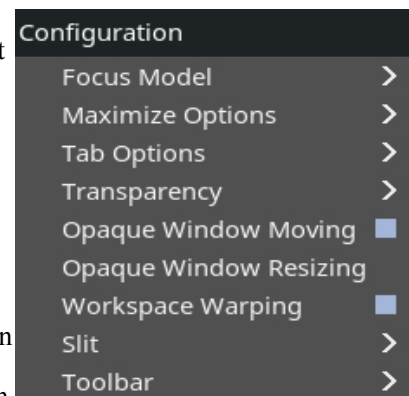 Configuration
t
Focus Model
Maximize Options
Tab Options
Transparency
Opaque Window Moving
Opaque Window Resizing
Workspace Warping
n
Slit
Toolbar